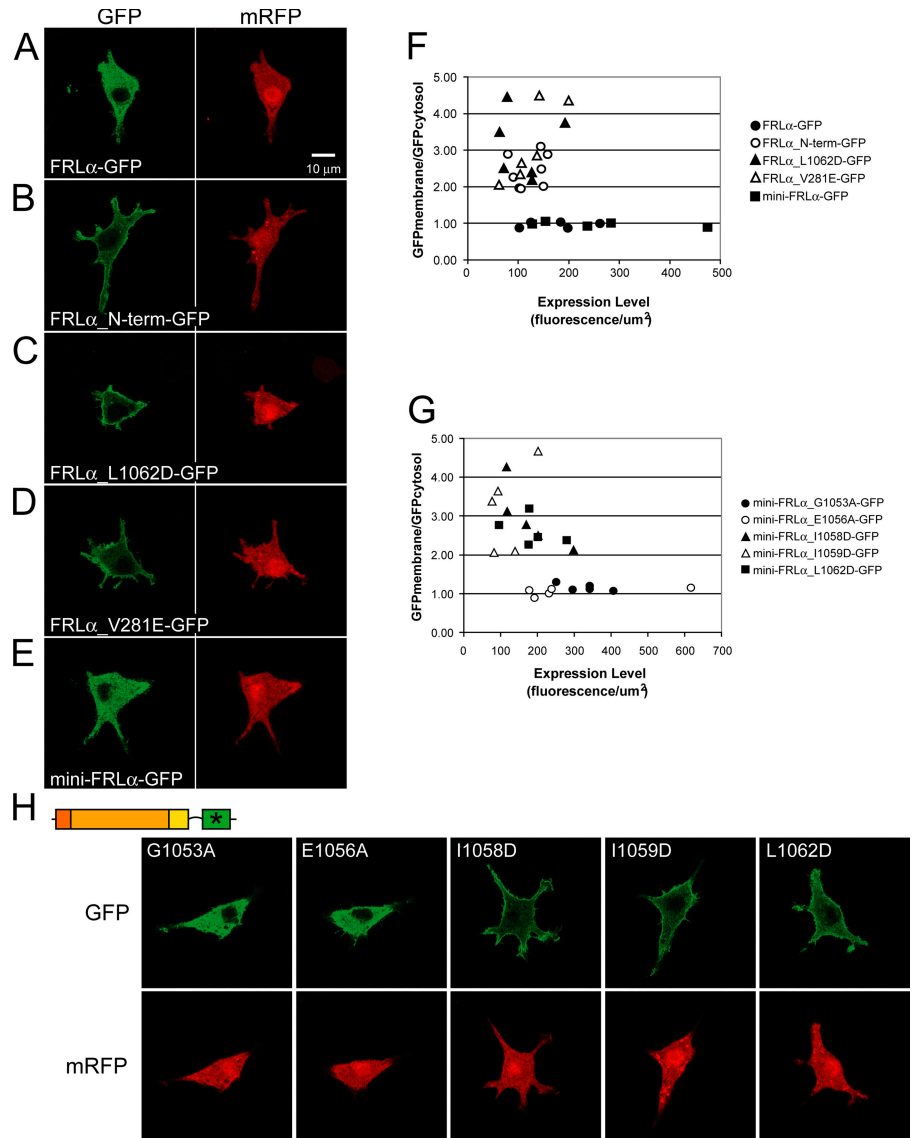 GFP
mRFP
A
FRLα-GFP
10 μm
B
FRLα_N-term-GFP
C
FRLα_L1062D-GFP
D
FRLα_V281E-GFP
E
mini-FRLα-GFP
F
GFPmembrane/GFPcytosol
5.00
4.00
3.00
2.00
1.00
0.00
0 100 200 300 400 500
Expression Level
(fluorescence/um²)
FRLα-GFP
FRLα_N-term-GFP
FRLα_L1062D-GFP
FRLα_V281E-GFP
mini-FRLα-GFP
G
GFPmembrane/GFPcytosol
5.00
4.00
3.00
2.00
1.00
0.00
0 100 200 300 400 500 600 700
Expression Level
(fluorescence/um²)
mini-FRLα_G1053A-GFP
mini-FRLα_E1056A-GFP
mini-FRLα_I1058D-GFP
mini-FRLα_I1059D-GFP
mini-FRLα_L1062D-GFP
H
*
G1053A E1056A I1058D I1059D L1062D
GFP
mRFP